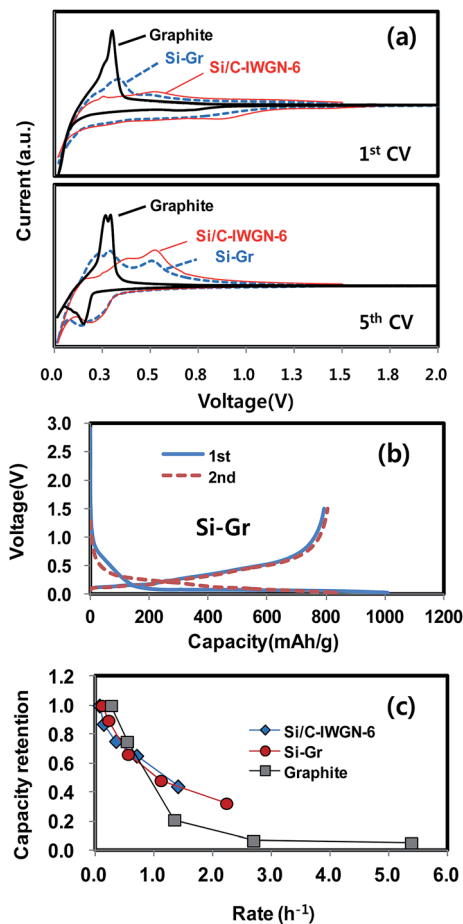 (a)
Graphite
Si-Gr
Si/C-IWGN-6
1st CV
Current (a.u.)
Graphite
Si/C-IWGN-6
Si-Gr
5th CV
0.0 0.3 0.5 0.8 1.0 1.3 1.5 1.8 2.0
Voltage(V)
(b)
3.0
2.5
2.0
1.5
1.0
0.5
0.0
Voltage(V)
1st
2nd
Si-Gr
0 200 400 600 800 1000 1200
Capacity(mAh/g)
(c)
1.2
1.0
0.8
0.6
0.4
0.2
0.0
Capacity retention
Si/C-IWGN-6
Si-Gr
Graphite
0.0 1.0 2.0 3.0 4.0 5.0 6.0
Rate (h-1)